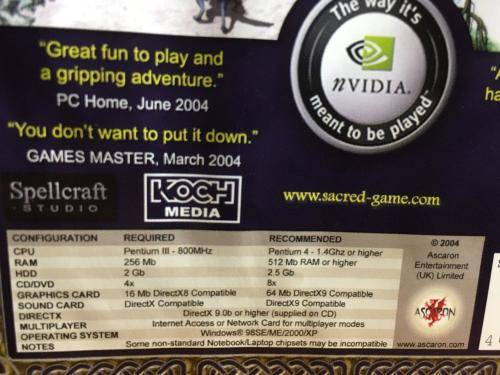 The way it's
nVIDIA.
meant to be played
"Great fun to play and
a gripping adventure."
PC Home, June 2004
"You don't want to put it down."
GAMES MASTER, March 2004
Spellcraft
STUDIO
KOCH
MEDIA
www.sacred-game.com
CONFIGURATION REQUIRED RECOMMENDED
CPU Pentium III - 800MHz Pentium 4 - 1.4Ghz or higher
RAM 256 Mb 512 Mb RAM or higher
HDD 2 Gb 2.5 Gb
CD/DVD 4x 8x
GRAPHICS CARD 16 Mb DirectX8 Compatible 64 Mb DirectX9 Compatible
SOUND CARD DirectX Compatible DirectX9 Compatible
DIRECTX DirectX 9.0b or higher (supplied on CD)
MULTIPLAYER Internet Access or Network Card for multiplayer modes
OPERATING SYSTEM Windows® 98SE/ME/2000/XP
NOTES Some non-standard Notebook/Laptop chipsets may be incompatible
© 2004
Ascaron
Entertainment
(UK) Limited
ASCARON
www.ascaron.com
"A
ha
4